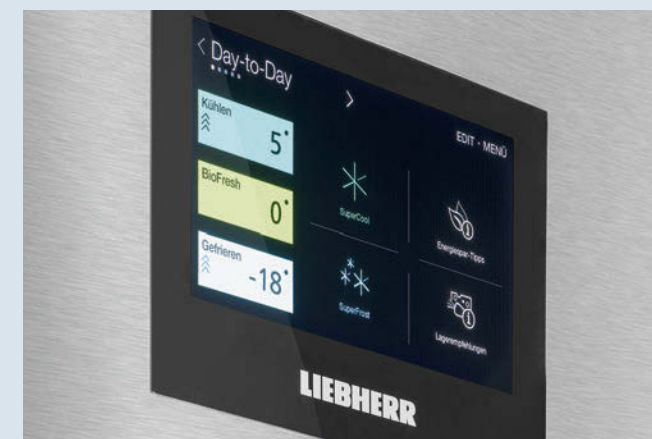 < Day-to-Day >
EDIT · MENÜ
Kühlen
5°
BioFresh
0°
Gefrieren
-18°
SuperCool
Energiespar-Tipps
SuperFrost
Lagerempfehlungen
LIEBHERR